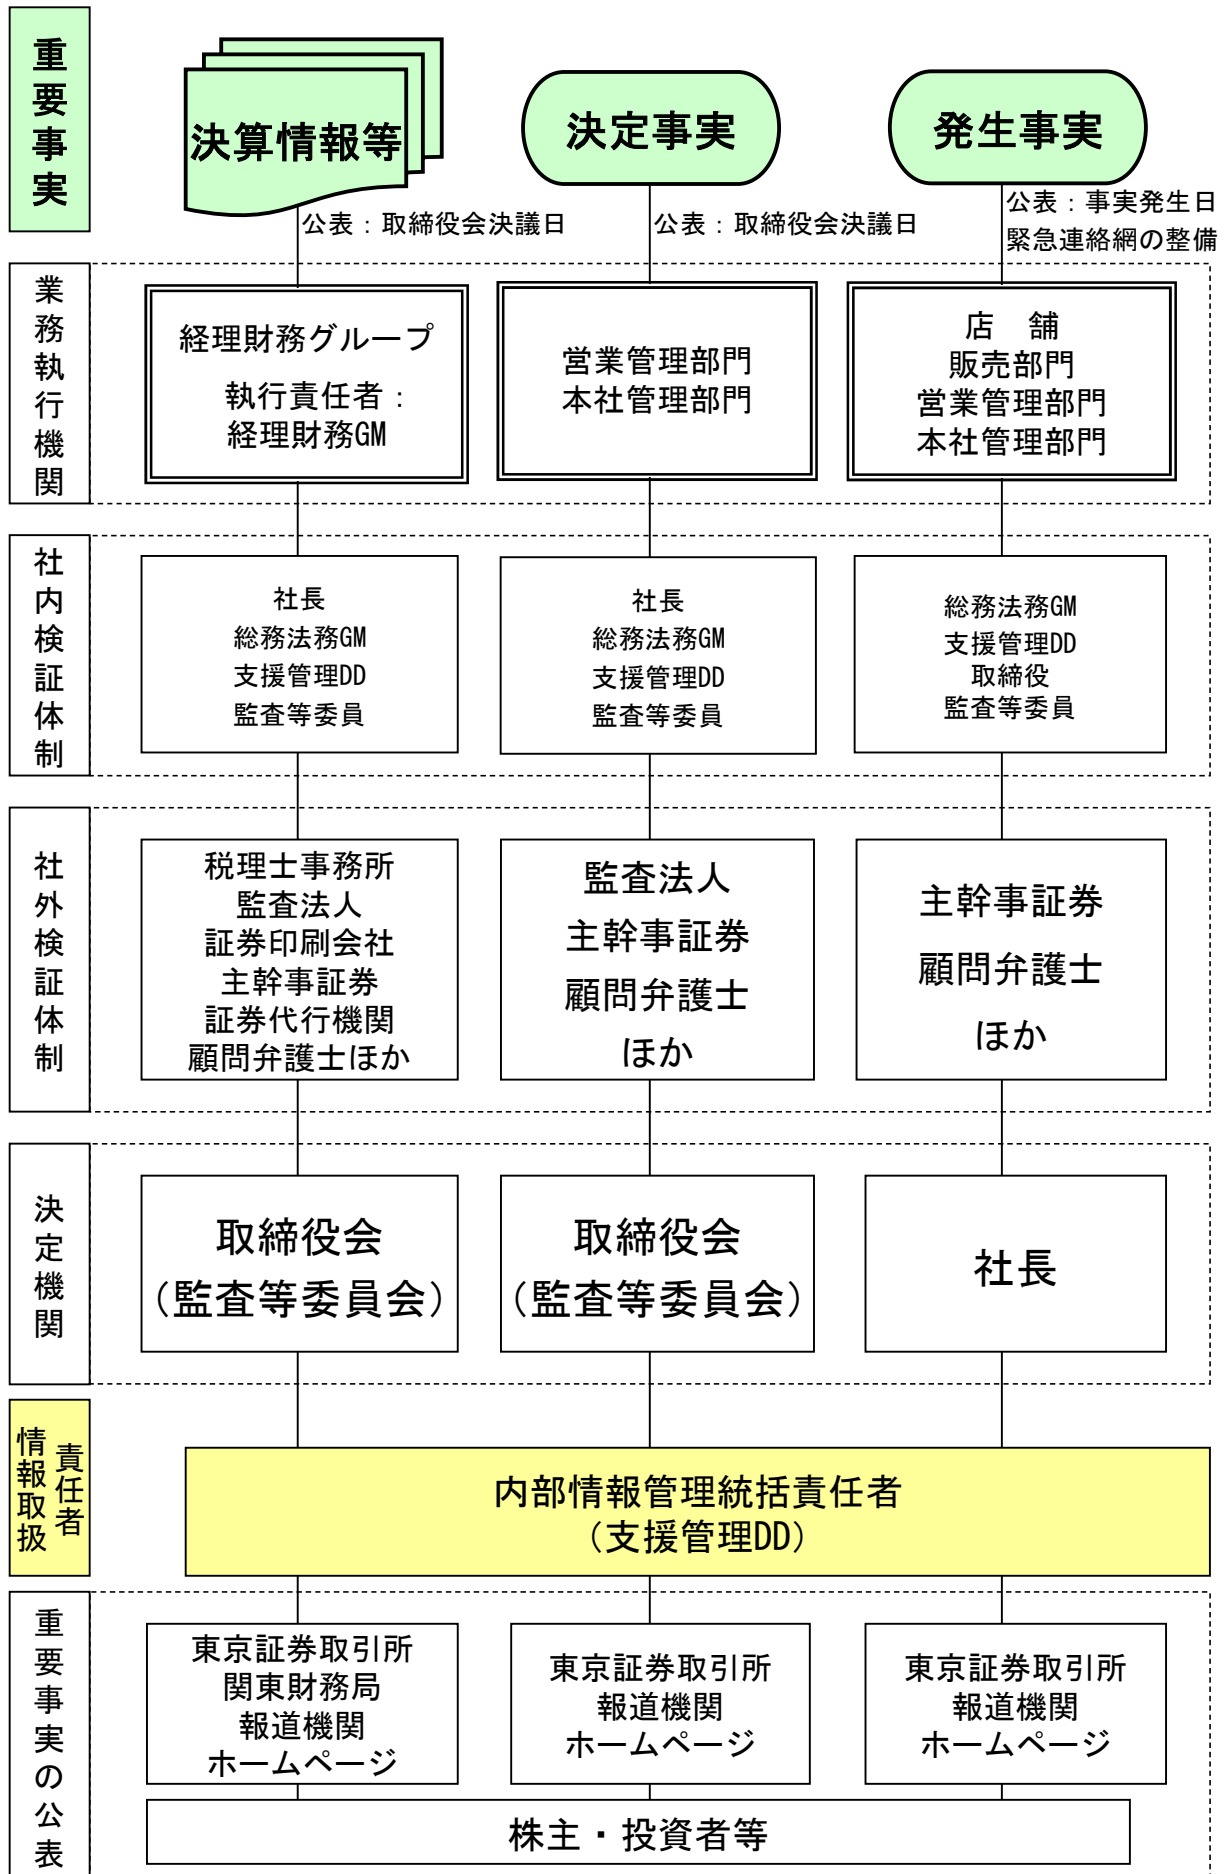 重要事実
決算情報等
決定事実
発生事実
公表：取締役会決議日
公表：取締役会決議日
公表：事実発生日
緊急連絡網の整備
業務執行機関
経理財務グループ
執行責任者：
経理財務GM
営業管理部門
本社管理部門
店　舗
販売部門
営業管理部門
本社管理部門
社内検証体制
社長
総務法務GM
支援管理DD
監査等委員
社長
総務法務GM
支援管理DD
監査等委員
総務法務GM
支援管理DD
取締役
監査等委員
社外検証体制
税理士事務所
監査法人
証券印刷会社
主幹事証券
証券代行機関
顧問弁護士ほか
監査法人
主幹事証券
顧問弁護士
ほか
主幹事証券
顧問弁護士
ほか
決定機関
取締役会
（監査等委員会）
取締役会
（監査等委員会）
社長
情報取扱
責任者
内部情報管理統括責任者
（支援管理DD）
重要事実の公表
東京証券取引所
関東財務局
報道機関
ホームページ
東京証券取引所
報道機関
ホームページ
東京証券取引所
報道機関
ホームページ
株主・投資者等